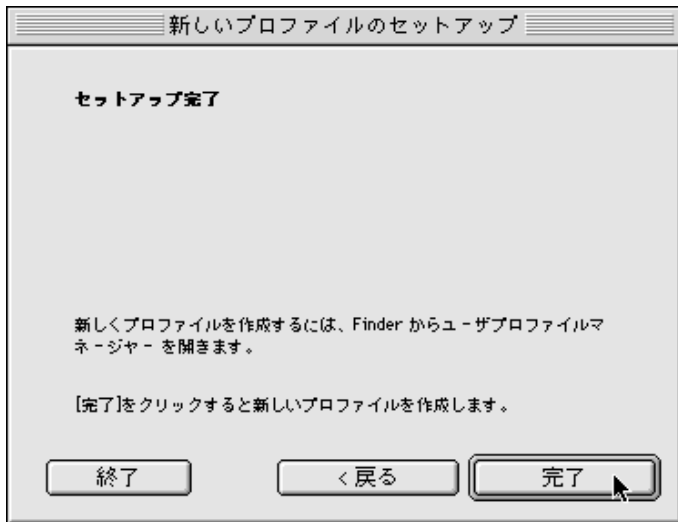 新しいプロファイルのセットアップ
セットアップ完了
新しくプロファイルを作成するには、Finder からユーザプロファイルマ
ネージャー を開きます。
[完了]をクリックすると新しいプロファイルを作成します。
終了
<戻る
完了